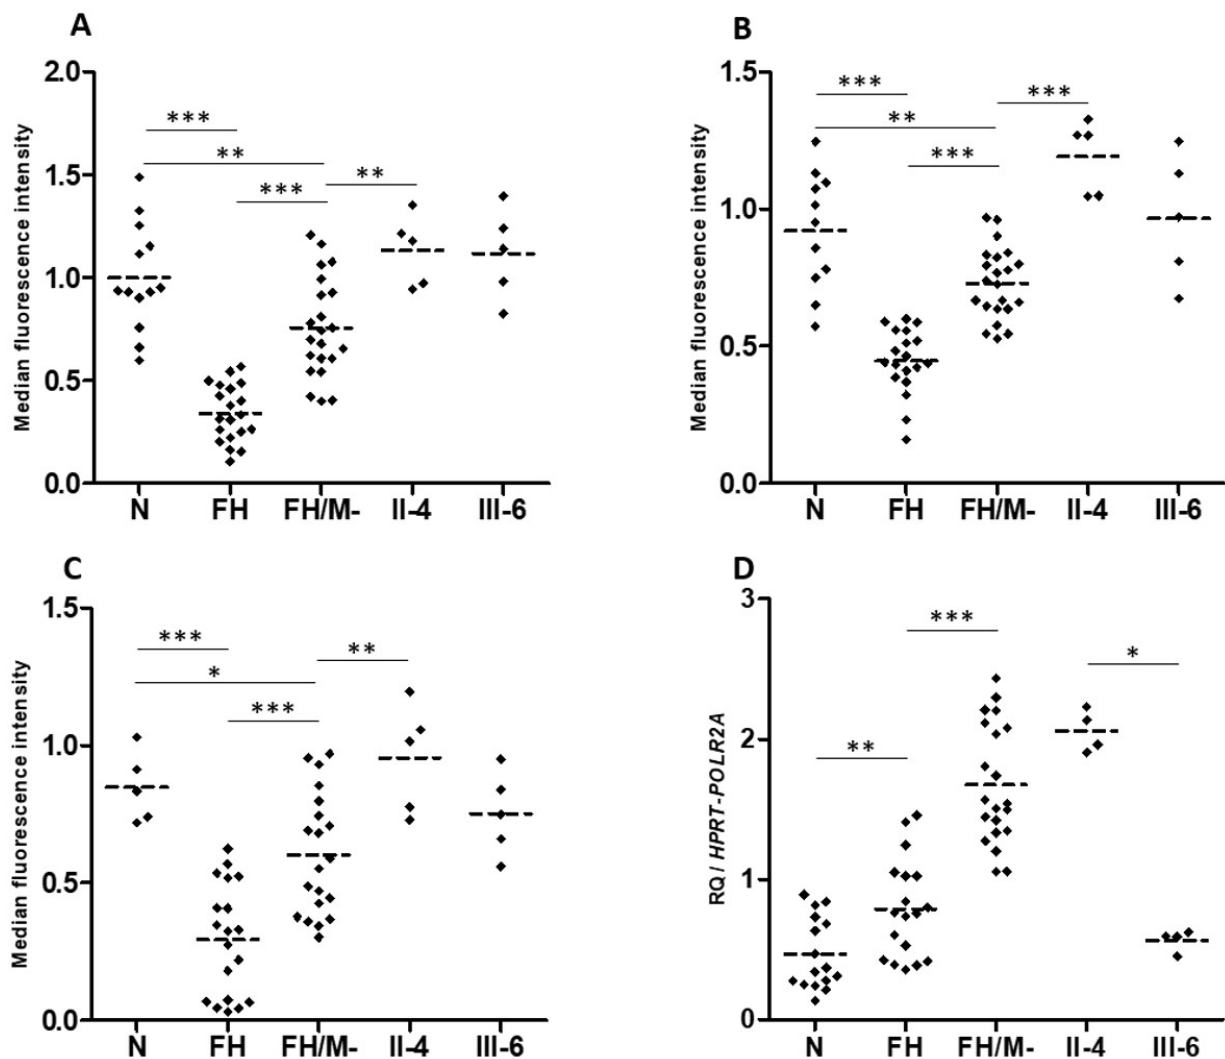 A
Median fluorescence intensity
2.0
1.5
1.0
0.5
0.0
***
**
***
**
N FH FH/M- II-4 III-6
B
Median fluorescence intensity
1.5
1.0
0.5
0.0
***
***
**
***
N FH FH/M- II-4 III-6
C
Median fluorescence intensity
1.5
1.0
0.5
0.0
***
**
*
***
N FH FH/M- II-4 III-6
D
RQ / HPRT-POLR2A
3
2
1
0
***
*
**
N FH FH/M- II-4 III-6